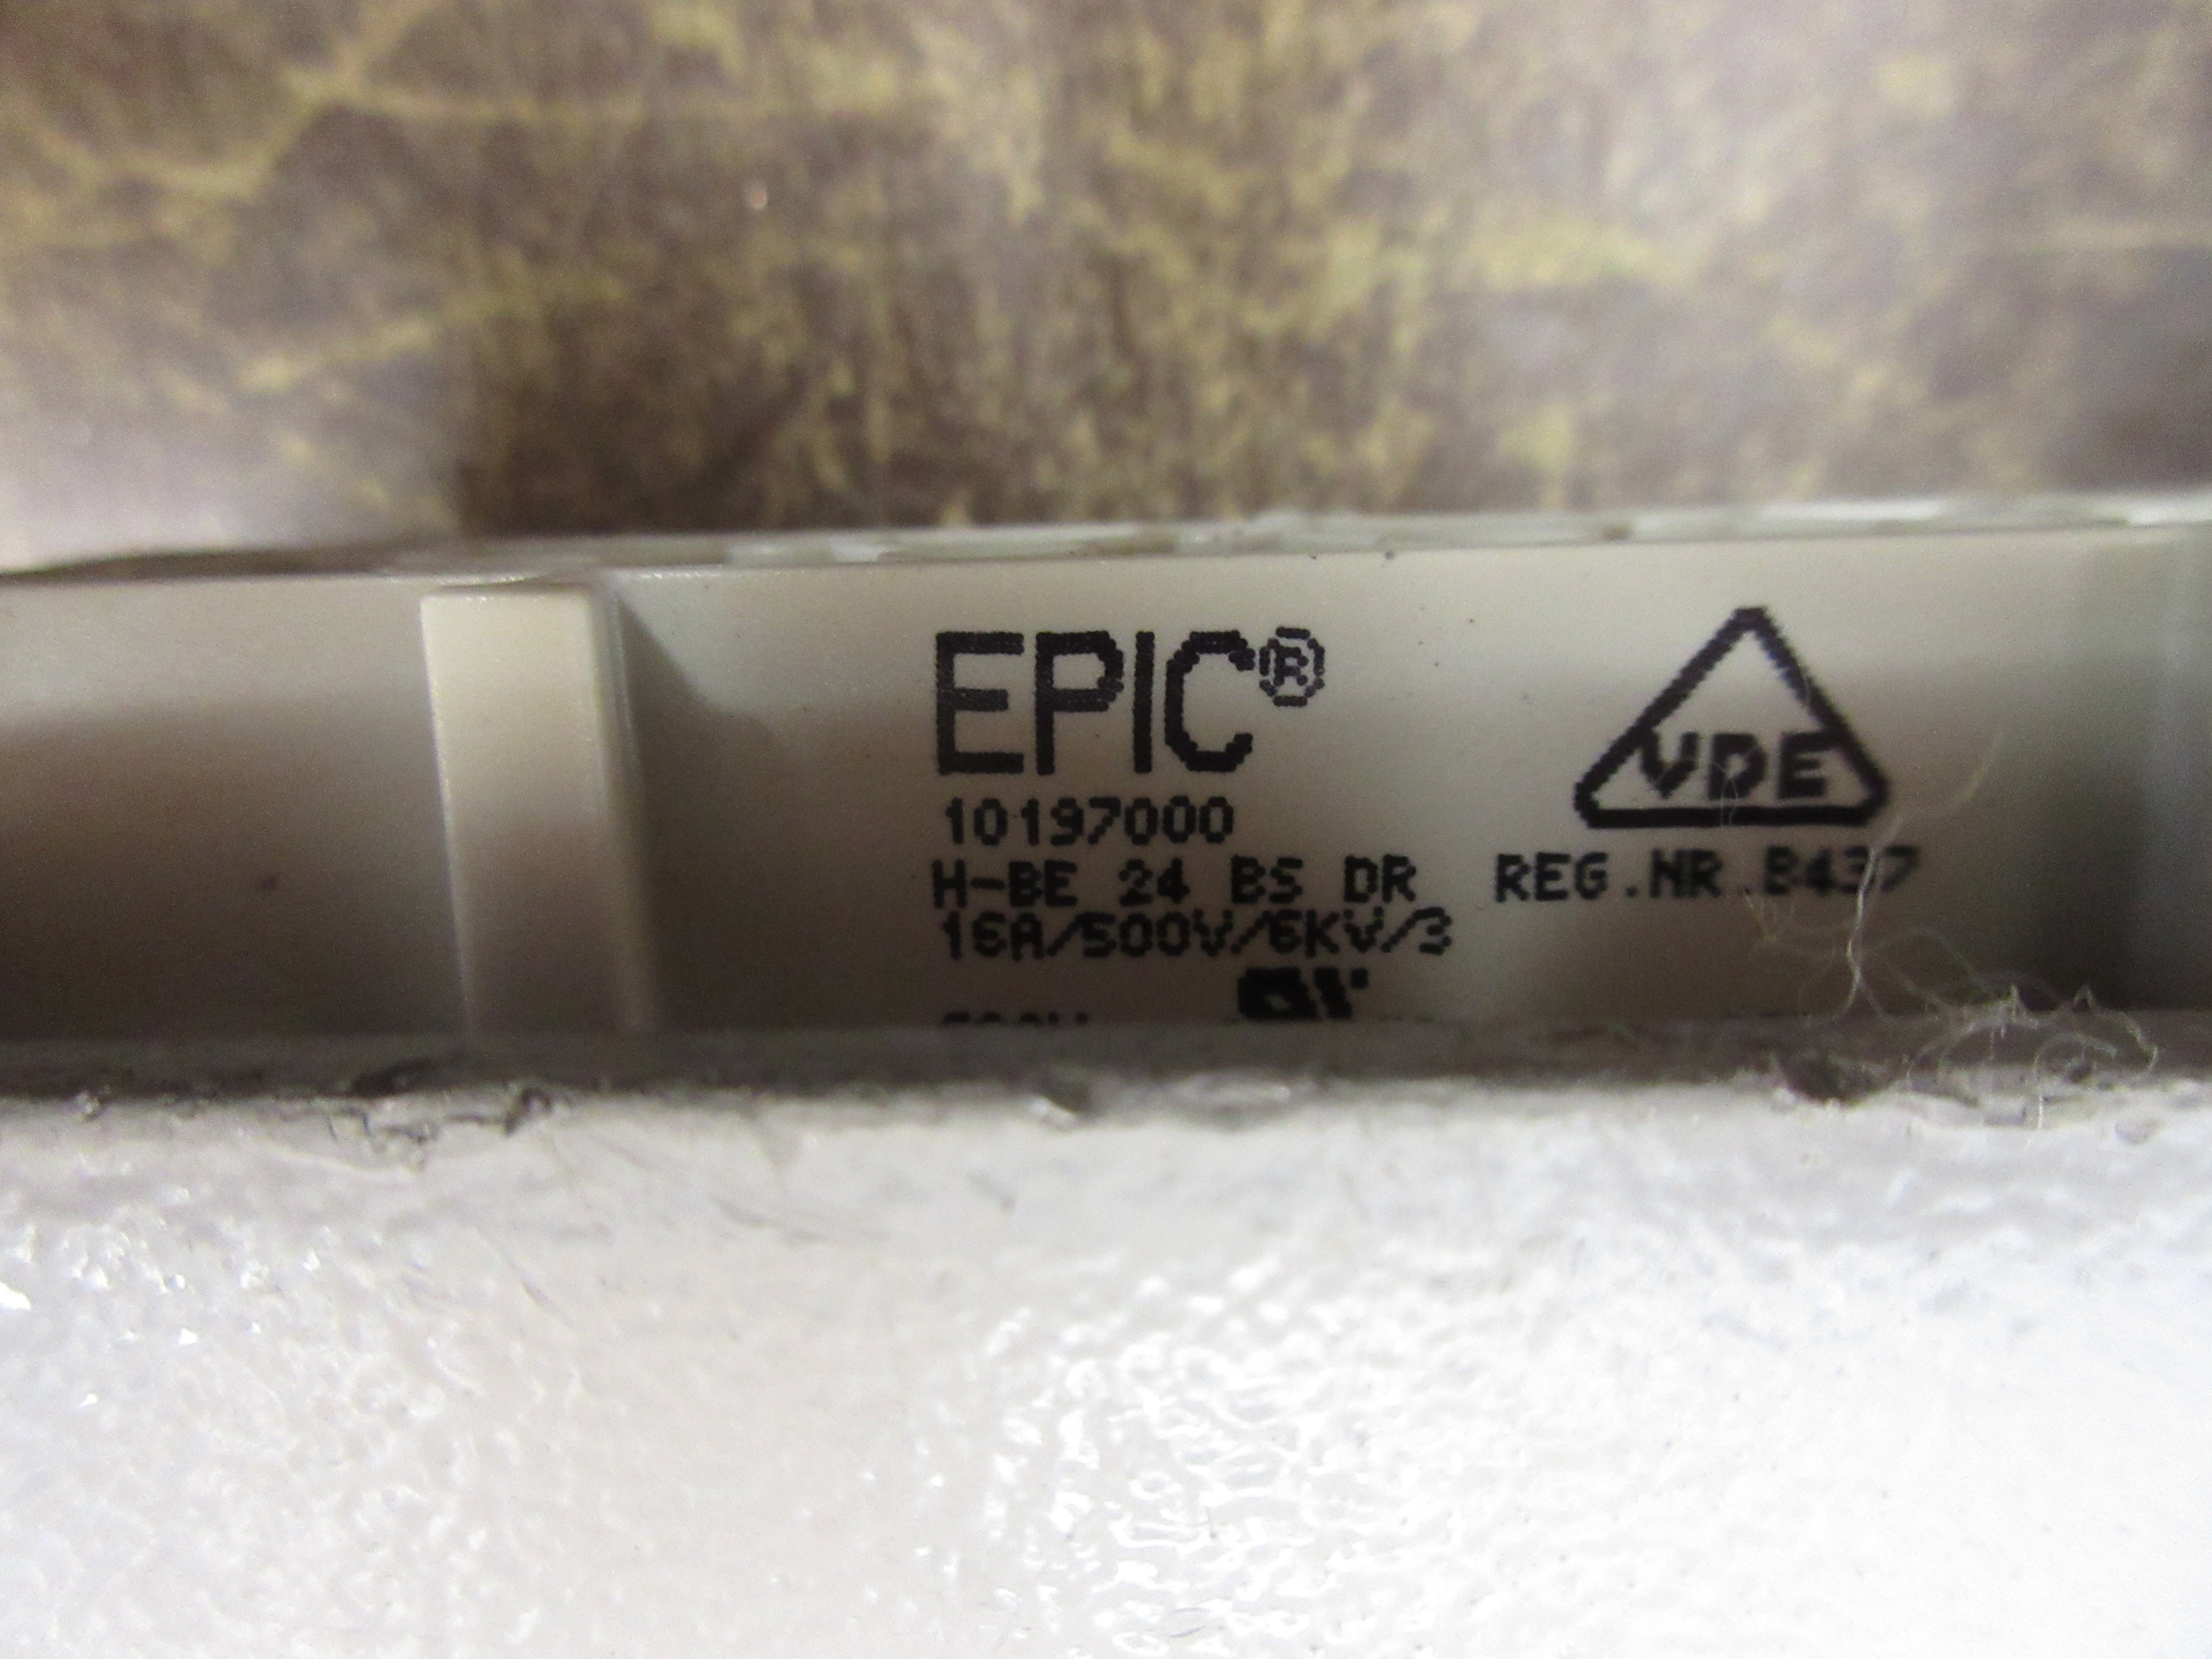 EPIC®
10197000
H-BE 24 BS DR
16A/500V/6KV/3
VDE
REG.NR.B437